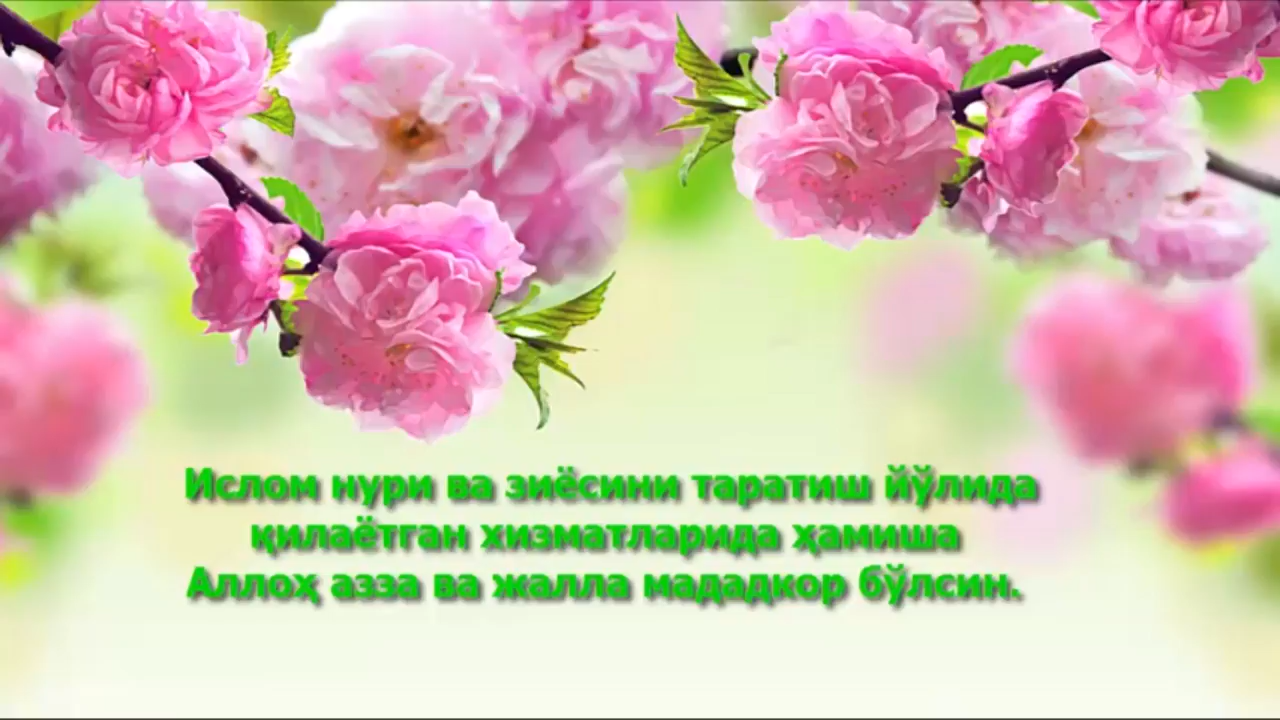 Ислом нури ва зиёсини таратиш йўлида
қилаётган хизматларида ҳамиша
Аллоҳ азза ва жалла мададкор бўлсин.